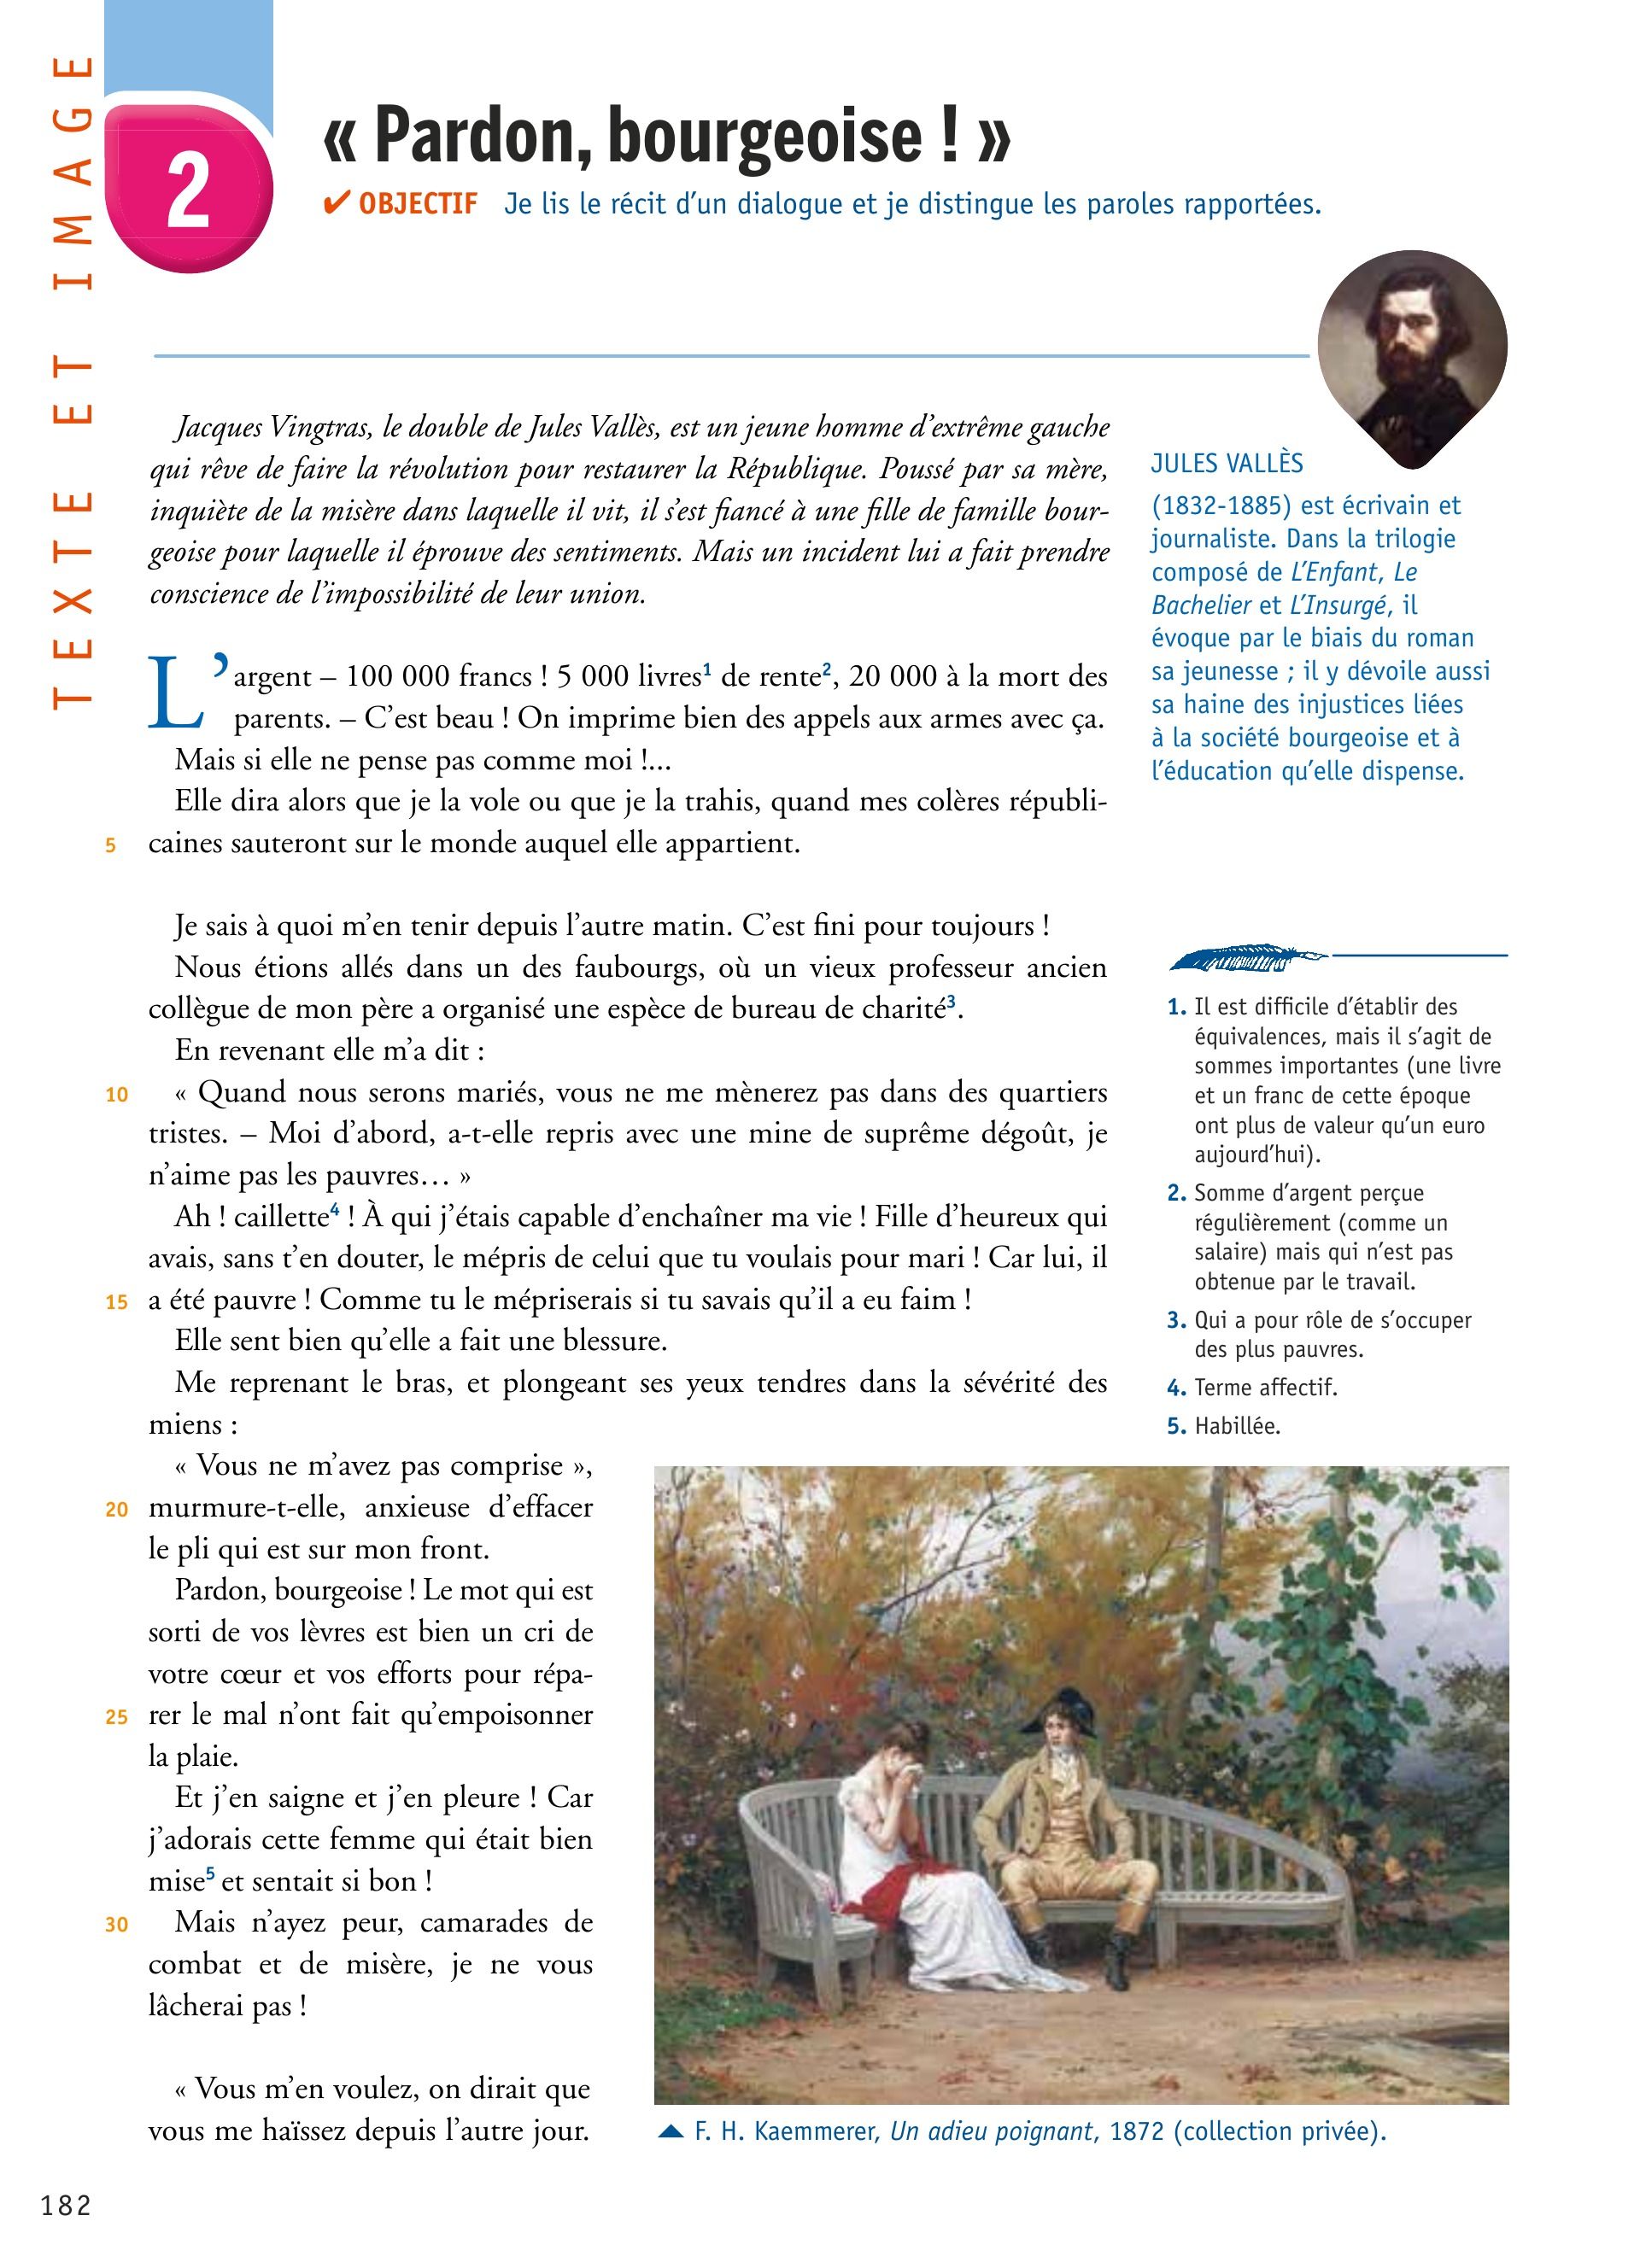 TEXTE ET IMAGE
2
« Pardon, bourgeoise ! »
✔ OBJECTIF Je lis le récit d'un dialogue et je distingue les paroles rapportées.
Jacques Vingtras, le double de Jules Vallès, est un jeune homme d'extrême gauche
qui rêve de faire la révolution pour restaurer la République. Poussé par sa mère,
inquiète de la misère dans laquelle il vit, il s'est fiancé à une fille de famille bour-
geoise pour laquelle il éprouve des sentiments. Mais un incident lui a fait prendre
conscience de l'impossibilité de leur union.
L'argent – 100 000 francs ! 5 000 livres1 de rente2, 20 000 à la mort des
parents. – C'est beau ! On imprime bien des appels aux armes avec ça.
Mais si elle ne pense pas comme moi !...
Elle dira alors que je la vole ou que je la trahis, quand mes colères républi-
5 caines sauteront sur le monde auquel elle appartient.
Je sais à quoi m'en tenir depuis l'autre matin. C'est fini pour toujours !
Nous étions allés dans un des faubourgs, où un vieux professeur ancien
collègue de mon père a organisé une espèce de bureau de charité3.
En revenant elle m'a dit :
10 « Quand nous serons mariés, vous ne me mènerez pas dans des quartiers
tristes. – Moi d'abord, a-t-elle repris avec une mine de suprême dégoût, je
n'aime pas les pauvres… »
Ah ! caillette4 ! À qui j'étais capable d'enchaîner ma vie ! Fille d'heureux qui
avais, sans t'en douter, le mépris de celui que tu voulais pour mari ! Car lui, il
15 a été pauvre ! Comme tu le mépriserais si tu savais qu'il a eu faim !
Elle sent bien qu'elle a fait une blessure.
Me reprenant le bras, et plongeant ses yeux tendres dans la sévérité des
miens :
« Vous ne m'avez pas comprise »,
20 murmure-t-elle, anxieuse d'effacer
le pli qui est sur mon front.
Pardon, bourgeoise ! Le mot qui est
sorti de vos lèvres est bien un cri de
votre cœur et vos efforts pour répa-
25 rer le mal n'ont fait qu'empoisonner
la plaie.
Et j'en saigne et j'en pleure ! Car
j'adorais cette femme qui était bien
mise5 et sentait si bon !
30 Mais n'ayez peur, camarades de
combat et de misère, je ne vous
lâcherai pas !
« Vous m'en voulez, on dirait que
vous me haïssez depuis l'autre jour.
JULES VALLÈS
(1832-1885) est écrivain et
journaliste. Dans la trilogie
composé de L'Enfant, Le
Bachelier et L'Insurgé, il
évoque par le biais du roman
sa jeunesse ; il y dévoile aussi
sa haine des injustices liées
à la société bourgeoise et à
l'éducation qu'elle dispense.
1. Il est difficile d'établir des
équivalences, mais il s'agit de
sommes importantes (une livre
et un franc de cette époque
ont plus de valeur qu'un euro
aujourd'hui).
2. Somme d'argent perçue
régulièrement (comme un
salaire) mais qui n'est pas
obtenue par le travail.
3. Qui a pour rôle de s'occuper
des plus pauvres.
4. Terme affectif.
5. Habillée.
F. H. Kaemmerer, Un adieu poignant, 1872 (collection privée).
182